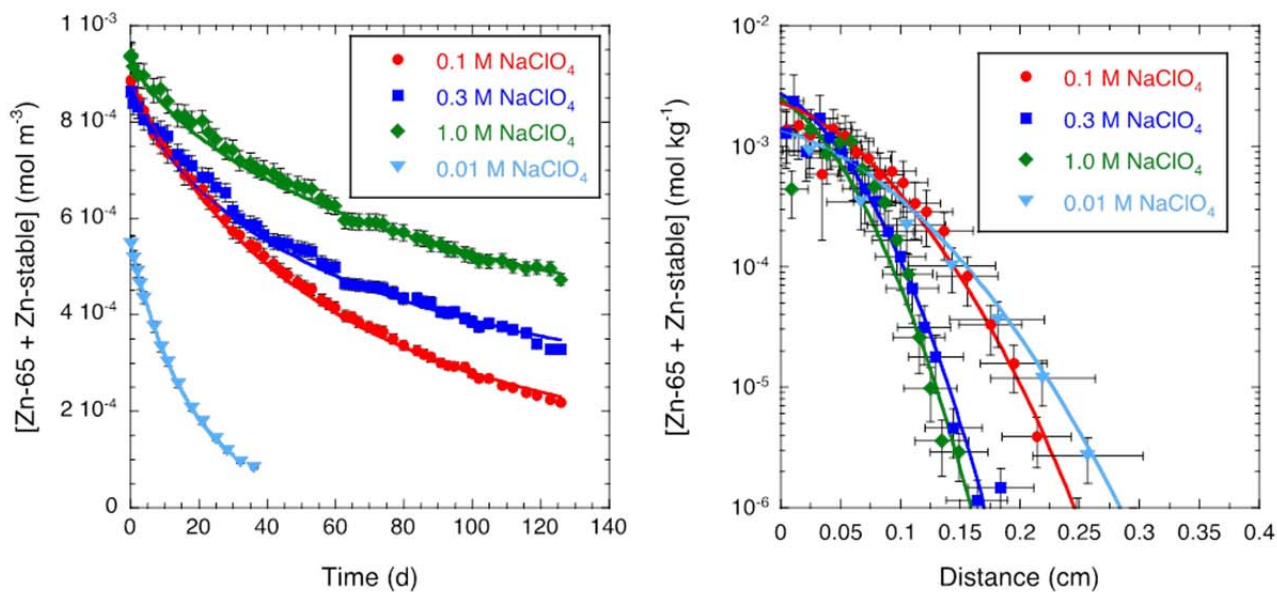 1 10⁻³
8 10⁻⁴
6 10⁻⁴
4 10⁻⁴
2 10⁻⁴
0
0 20 40 60 80 100 120 140
[Zn-65 + Zn-stable] (mol m⁻³)
Time (d)
0.1 M NaClO₄
0.3 M NaClO₄
1.0 M NaClO₄
0.01 M NaClO₄
10⁻²
10⁻³
10⁻⁴
10⁻⁵
10⁻⁶
0 0.05 0.1 0.15 0.2 0.25 0.3 0.35 0.4
[Zn-65 + Zn-stable] (mol kg⁻¹)
Distance (cm)
0.1 M NaClO₄
0.3 M NaClO₄
1.0 M NaClO₄
0.01 M NaClO₄